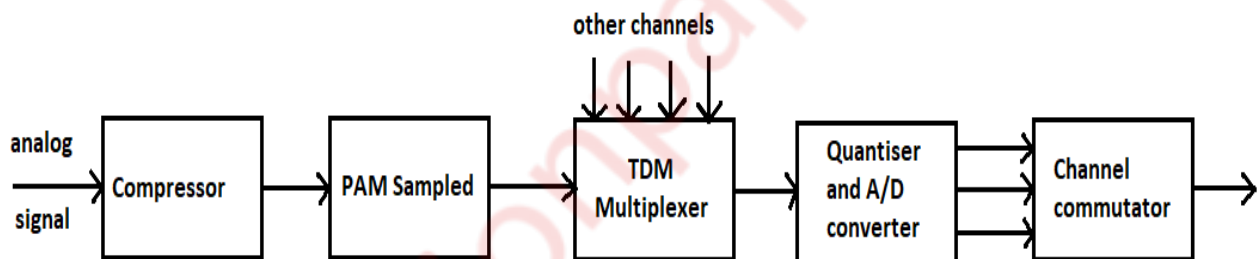 other channels
analog
signal
Compressor
PAM Sampled
TDM
Multiplexer
Quantiser
and A/D
converter
Channel
commutator